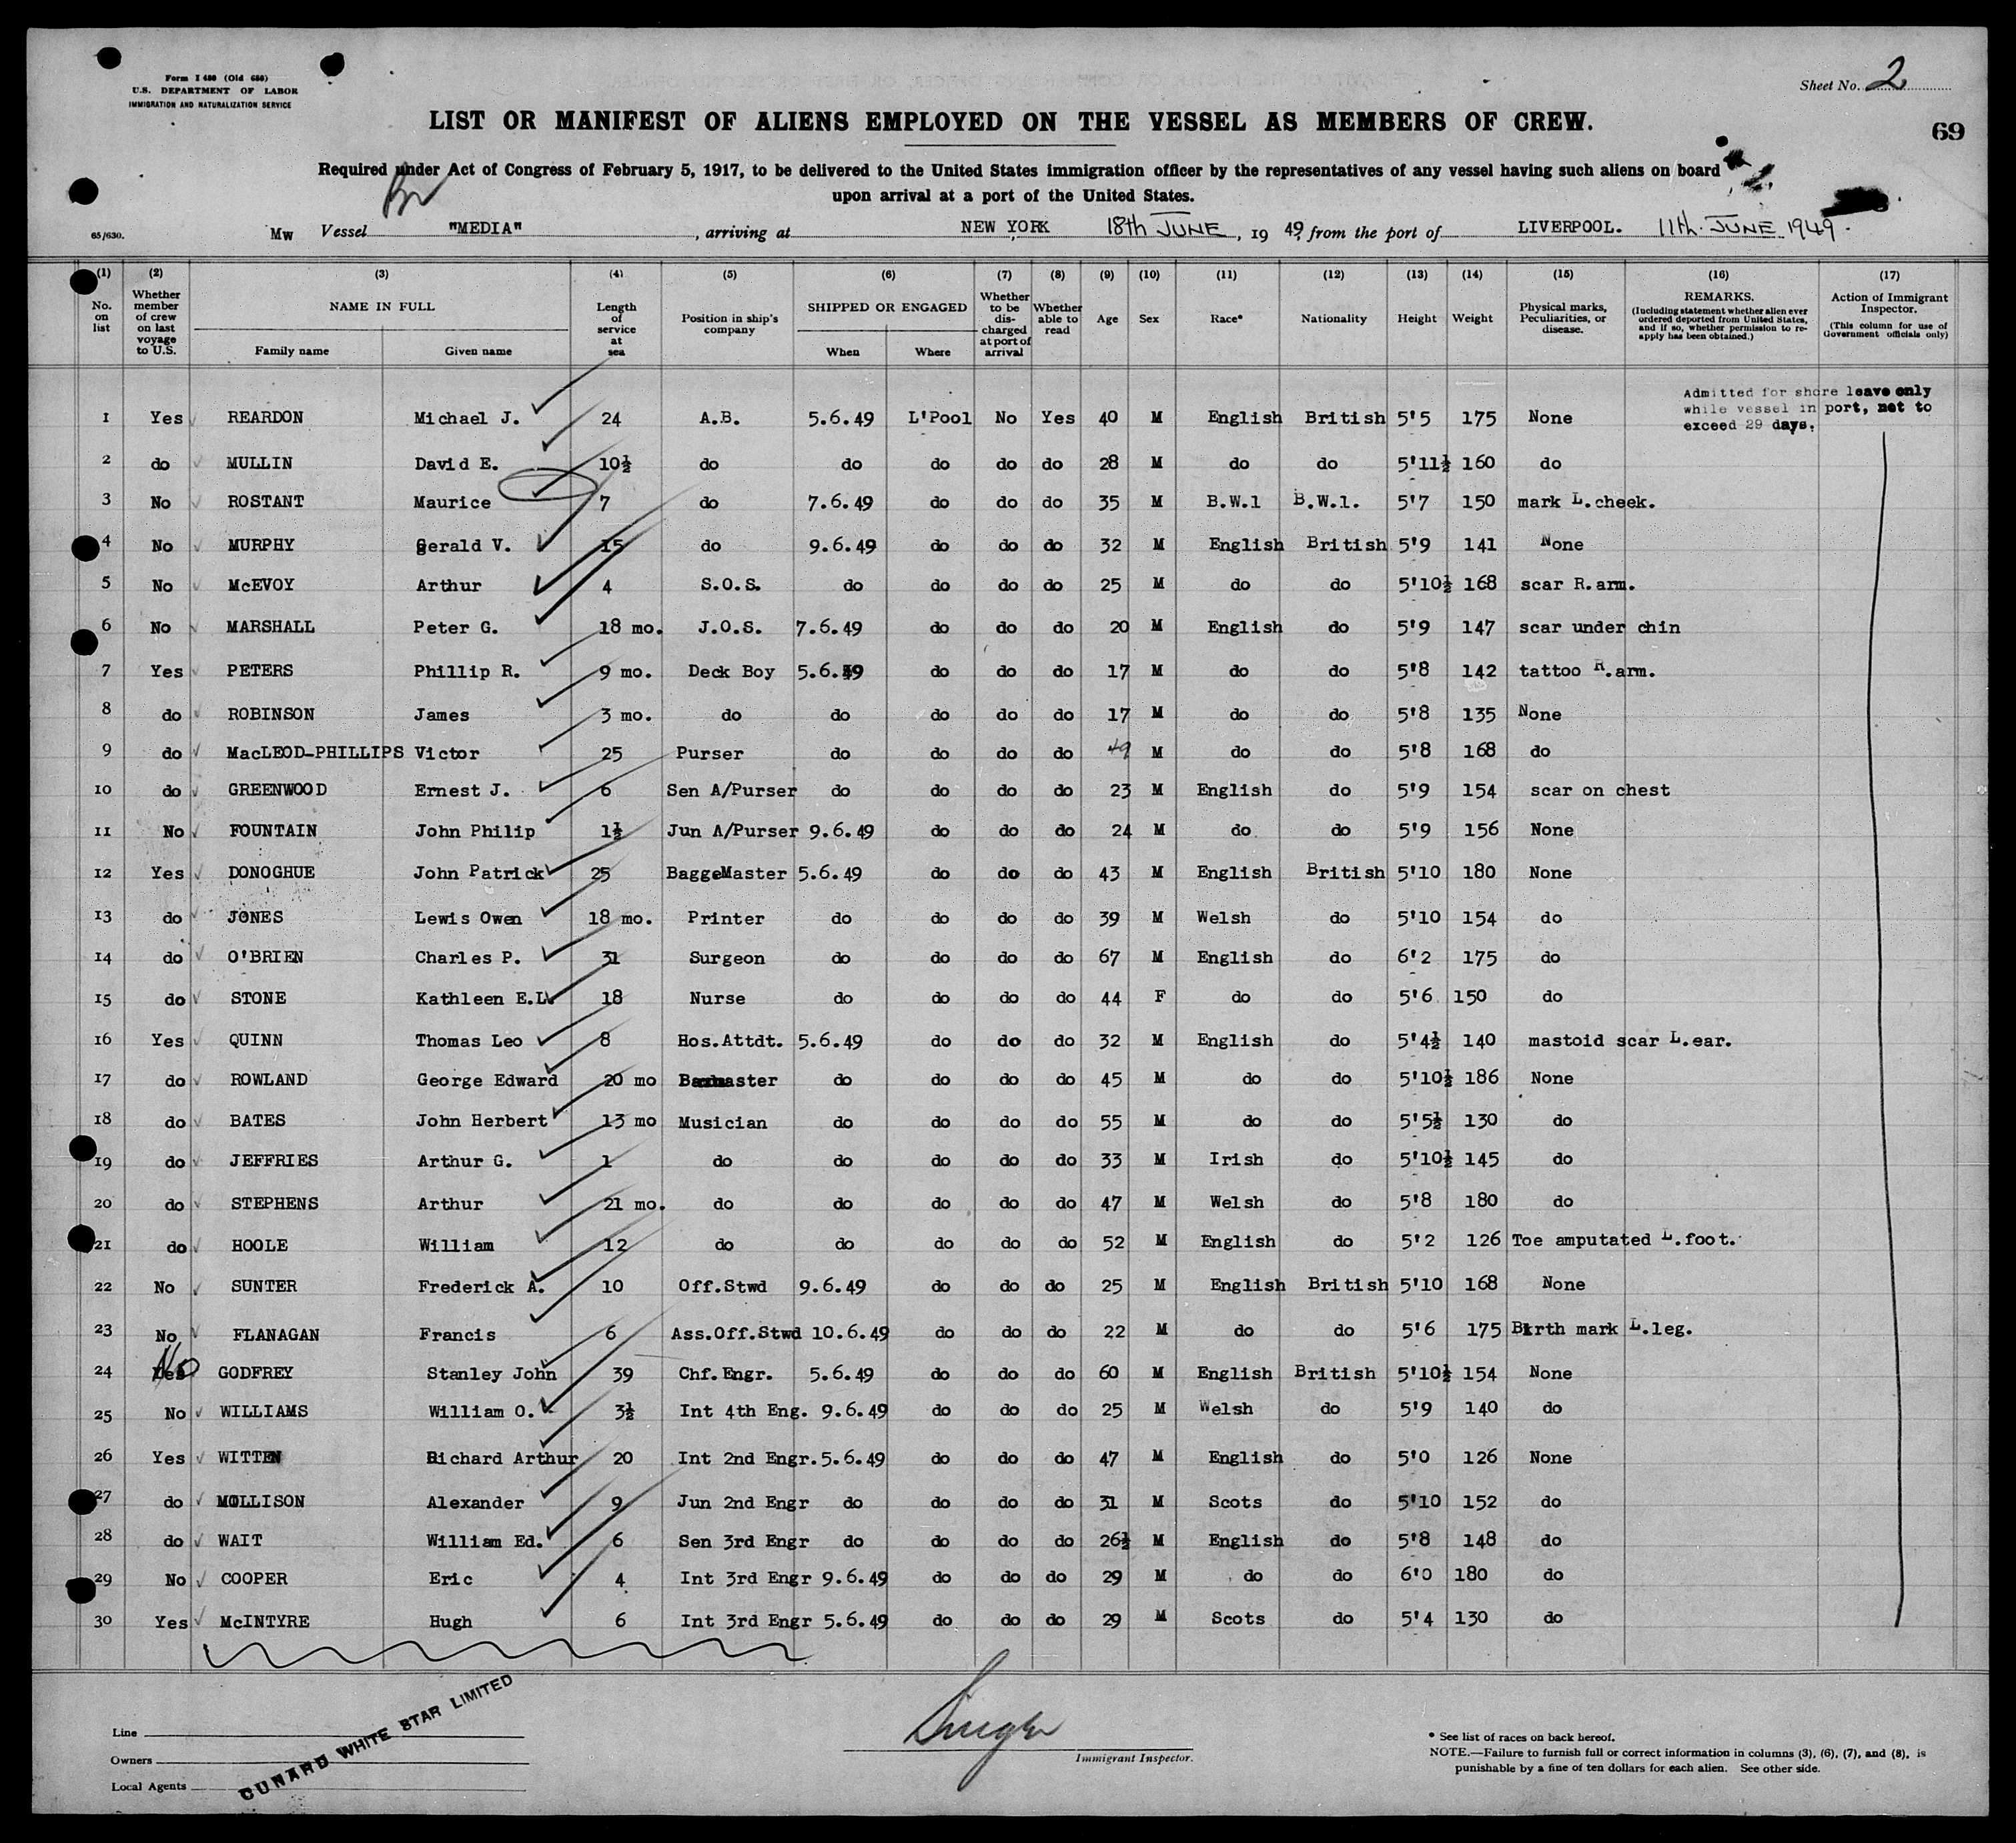 Form I 480 (Old 680)
U.S. DEPARTMENT OF LABOR
IMMIGRATION AND NATURALIZATION SERVICE
Sheet No. 2
69
LIST OR MANIFEST OF ALIENS EMPLOYED ON THE VESSEL AS MEMBERS OF CREW.
Required under Act of Congress of February 5, 1917, to be delivered to the United States immigration officer by the representatives of any vessel having such aliens on board
upon arrival at a port of the United States.
65/630. Mw Vessel "MEDIA", arriving at NEW YORK 18th JUNE, 1949, from the port of LIVERPOOL. 11th JUNE 1949.
(1) (2) (3) (4) (5) (6) (7) (8) (9) (10) (11) (12) (13) (14) (15) (16) (17)
No. on list
Whether member of crew on last voyage to U.S.
NAME IN FULL
Family name
Given name
Length of service at sea
Position in ship's company
SHIPPED OR ENGAGED
When
Where
Whether to be discharged at port of arrival
Whether able to read
Age
Sex
Race*
Nationality
Height
Weight
Physical marks, Peculiarities, or disease.
REMARKS.
(Including statement whether alien ever ordered deported from United States, and if so, whether permission to re-apply has been obtained.)
Action of Immigrant Inspector.
(This column for use of Government officials only)
Admitted for shore leave only
while vessel in port, not to
exceed 29 days.
1 Yes REARDON Michael J. 24 A.B. 5.6.49 L'Pool No Yes 40 M English British 5'5 175 None
2 do MULLIN David E. 10½ do do do do do 28 M do do 5'11½ 160 do
3 No ROSTANT Maurice 7 do 7.6.49 do do do 35 M B.W.1 B.W.1. 5'7 150 mark L.cheek.
4 No MURPHY Gerald V. 15 do 9.6.49 do do do 32 M English British 5'9 141 None
5 No McEVOY Arthur 4 S.O.S. do do do do 25 M do do 5'10½ 168 scar R.arm.
6 No MARSHALL Peter G. 18 mo. J.O.S. 7.6.49 do do do 20 M English do 5'9 147 scar under chin
7 Yes PETERS Phillip R. 9 mo. Deck Boy 5.6.49 do do do 17 M do do 5'8 142 tattoo R.arm.
8 do ROBINSON James 3 mo. do do do do do 17 M do do 5'8 135 None
9 do MacLEOD-PHILLIPS Victor 25 Purser do do do do 49 M do do 5'8 168 do
10 do GREENWOOD Ernest J. 6 Sen A/Purser do do do do 23 M English do 5'9 154 scar on chest
11 No FOUNTAIN John Philip 1½ Jun A/Purser 9.6.49 do do do 24 M do do 5'9 156 None
12 Yes DONOGHUE John Patrick 25 BaggeMaster 5.6.49 do do do 43 M English British 5'10 180 None
13 do JONES Lewis Owen 18 mo. Printer do do do do 39 M Welsh do 5'10 154 do
14 do O'BRIEN Charles P. 31 Surgeon do do do do 67 M English do 6'2 175 do
15 do STONE Kathleen E.L. 18 Nurse do do do do 44 F do do 5'6 150 do
16 Yes QUINN Thomas Leo 8 Hos.Attdt. 5.6.49 do do do 32 M English do 5'4½ 140 mastoid scar L.ear.
17 do ROWLAND George Edward 20 mo do do do do 45 M do do 5'10½ 186 None
18 do BATES John Herbert 13 mo Musician do do do do 55 M do do 5'5½ 130 do
19 do JEFFRIES Arthur G. 1 do do do do do 33 M Irish do 5'10½ 145 do
20 do STEPHENS Arthur 21 mo. do do do do do 47 M Welsh do 5'8 180 do
21 do HOOLE William 12 do do do do do 52 M English do 5'2 126 Toe amputated L.foot.
22 No SUNTER Frederick A. 10 Off.Stwd 9.6.49 do do do 25 M English British 5'10 168 None
23 No FLANAGAN Francis 6 Ass.Off.Stwd 10.6.49 do do do 22 M do do 5'6 175 Birth mark L.leg.
24 Yes No GODFREY Stanley John 39 Chf.Engr. 5.6.49 do do do 60 M English British 5'10½ 154 None
25 No WILLIAMS William O. 3½ Int 4th Eng. 9.6.49 do do do 25 M Welsh do 5'9 140 do
26 Yes WITTEN Richard Arthur 20 Int 2nd Engr. 5.6.49 do do do 47 M English do 5'0 126 None
27 do MOLLISON Alexander 9 Jun 2nd Engr do do do do 31 M Scots do 5'10 152 do
28 do WAIT William Ed. 6 Sen 3rd Engr do do do do 26½ M English do 5'8 148 do
29 No COOPER Eric 4 Int 3rd Engr 9.6.49 do do do 29 M do do 6'0 180 do
30 Yes McINTYRE Hugh 6 Int 3rd Engr 5.6.49 do do do 29 M Scots do 5'4 130 do
Line
Owners
Local Agents
CUNARD WHITE STAR LIMITED
Immigrant Inspector.
* See list of races on back hereof.
NOTE.—Failure to furnish full or correct information in columns (3), (6), (7), and (8), is
punishable by a fine of ten dollars for each alien. See other side.